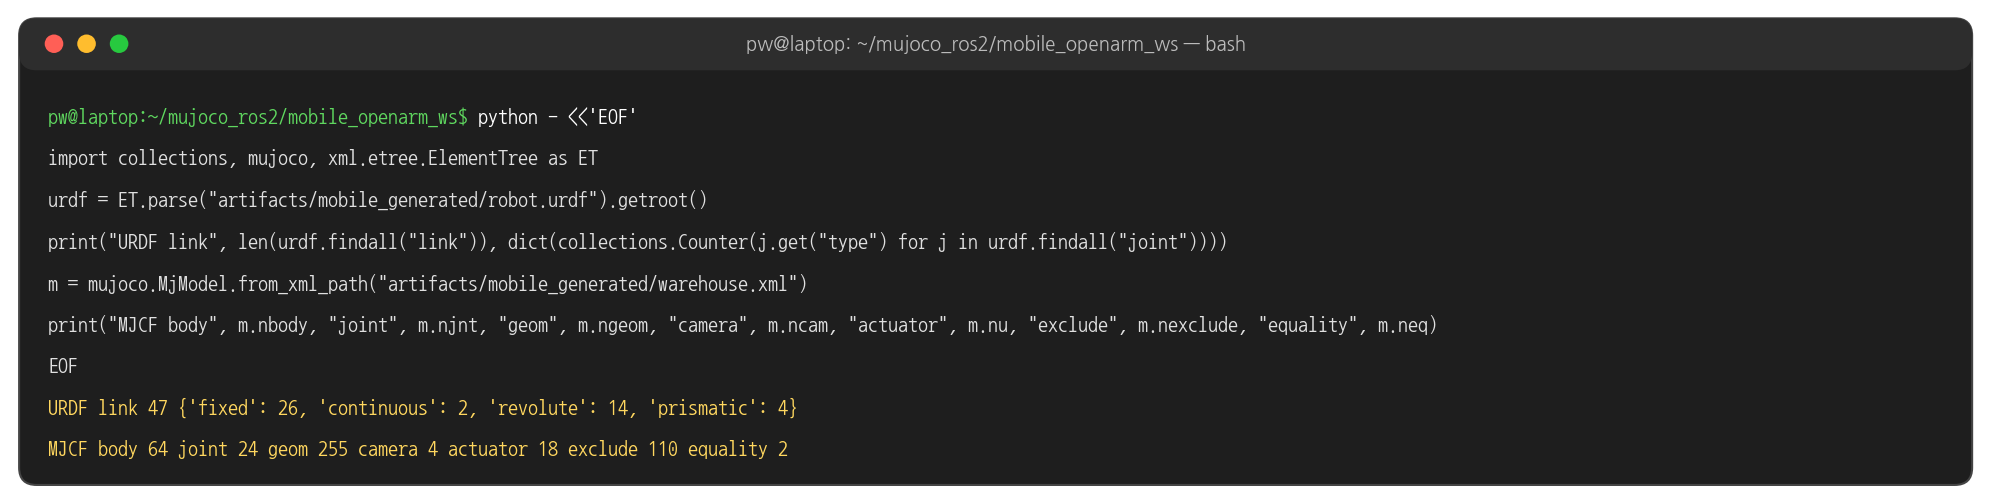 pw@laptop: ~/mujoco_ros2/mobile_openarm_ws — bash
pw@laptop:~/mujoco_ros2/mobile_openarm_ws$ python - <<'EOF'
import collections, mujoco, xml.etree.ElementTree as ET
urdf = ET.parse("artifacts/mobile_generated/robot.urdf").getroot()
print("URDF link", len(urdf.findall("link")), dict(collections.Counter(j.get("type") for j in urdf.findall("joint"))))
m = mujoco.MjModel.from_xml_path("artifacts/mobile_generated/warehouse.xml")
print("MJCF body", m.nbody, "joint", m.njnt, "geom", m.ngeom, "camera", m.ncam, "actuator", m.nu, "exclude", m.nexclude, "equality", m.neq)
EOF
URDF link 47 {'fixed': 26, 'continuous': 2, 'revolute': 14, 'prismatic': 4}
MJCF body 64 joint 24 geom 255 camera 4 actuator 18 exclude 110 equality 2